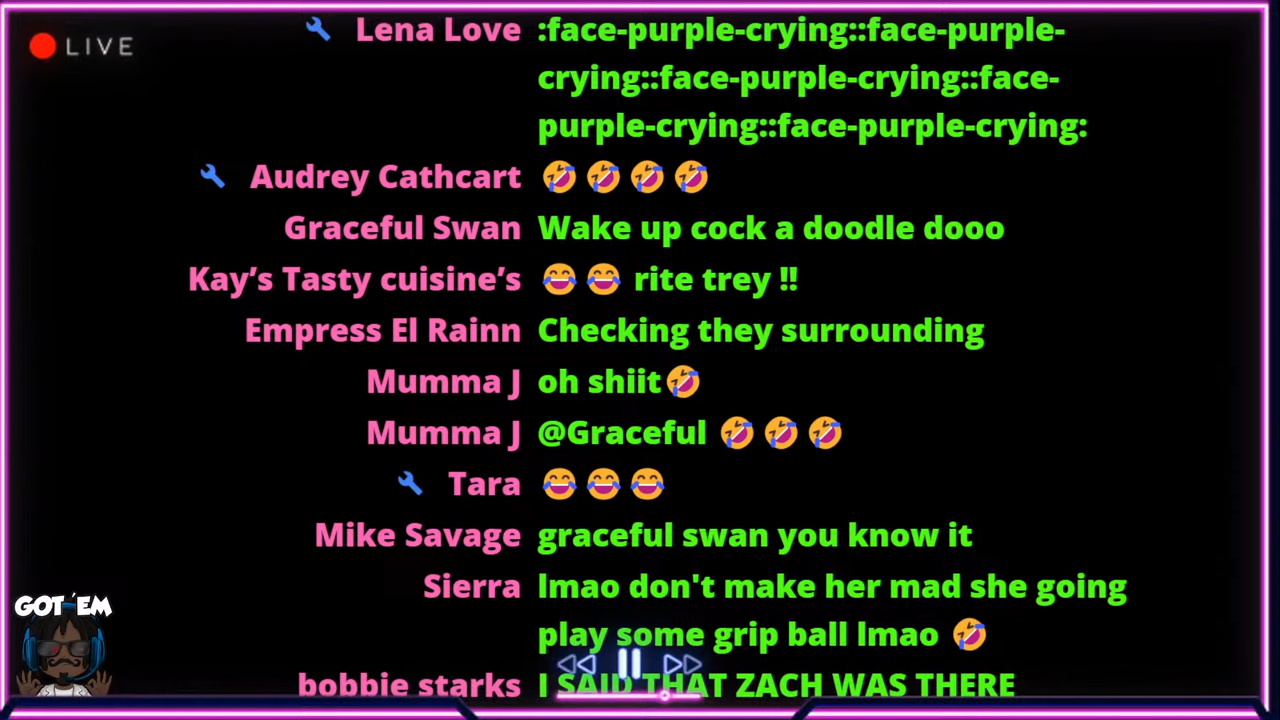 LIVE
Lena Love :face-purple-crying::face-purple-
crying::face-purple-crying::face-
purple-crying::face-purple-crying:
Audrey Cathcart 🤣🤣🤣🤣
Graceful Swan Wake up cock a doodle dooo
Kay’s Tasty cuisine’s 😂😂 rite trey !!
Empress El Rainn Checking they surrounding
Mumma J oh shiit🤣
Mumma J @Graceful 🤣🤣🤣
Tara 😂😂😂
Mike Savage graceful swan you know it
Sierra lmao don't make her mad she going
play some grip ball lmao 🤣
GOT 'EM
bobbie starks I SAID THAT ZACH WAS THERE